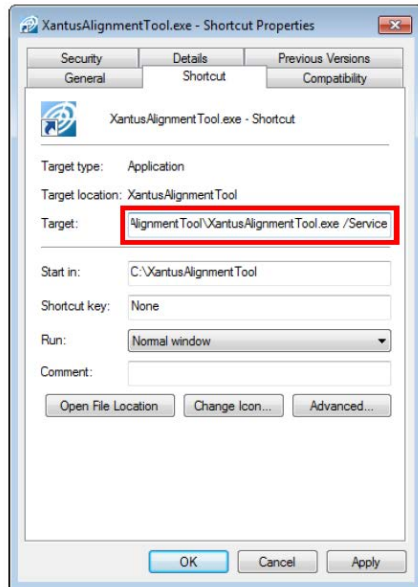 XantusAlignmentTool.exe - Shortcut Properties
Security Details Previous Versions
General Shortcut Compatibility
XantusAlignmentTool.exe - Shortcut
Target type: Application
Target location: XantusAlignmentTool
Target: AlignmentTool\XantusAlignmentTool.exe /Service
Start in: C:\XantusAlignmentTool
Shortcut key: None
Run: Normal window
Comment:
Open File Location Change Icon... Advanced...
OK Cancel Apply